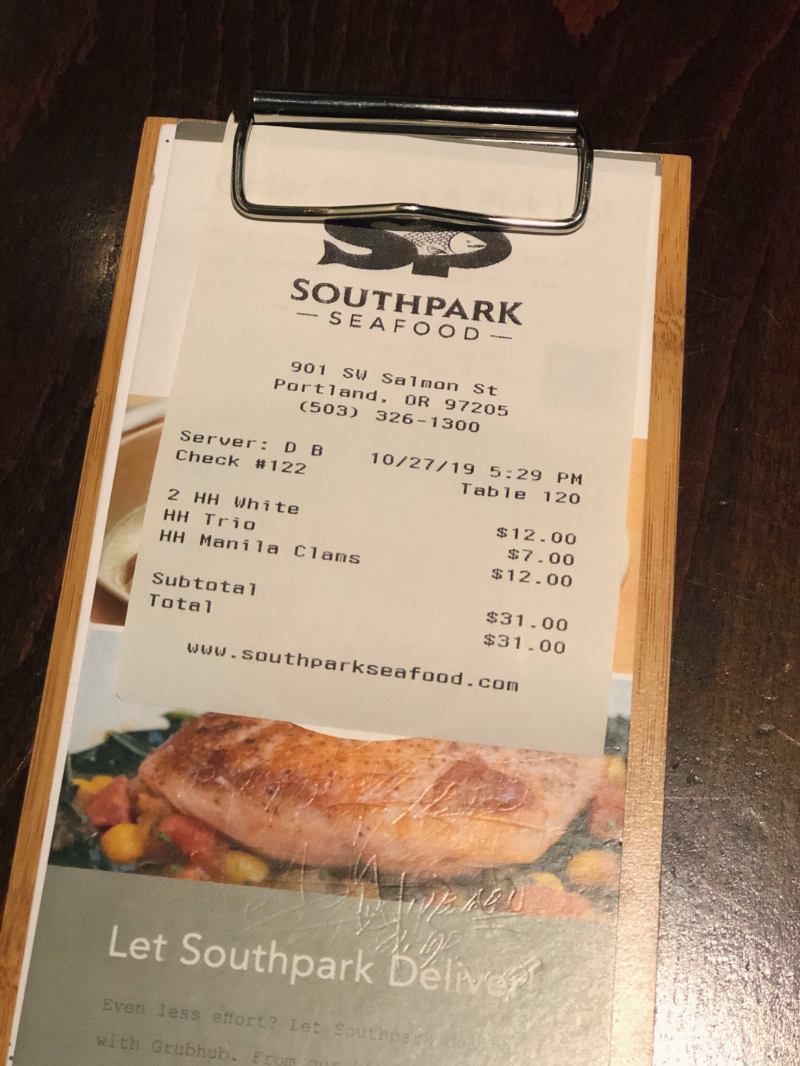 SP
SOUTHPARK
— SEAFOOD —
901 SW Salmon St
Portland, OR 97205
(503) 326-1300
Server: D B 10/27/19 5:29 PM
Check #122 Table 120
2 HH White $12.00
HH Trio $7.00
HH Manila Clams $12.00
Subtotal $31.00
Total $31.00
www.southparkseafood.com
Let Southpark Deliver!
Even less effort? Let Southpark
with Grubhub. From our